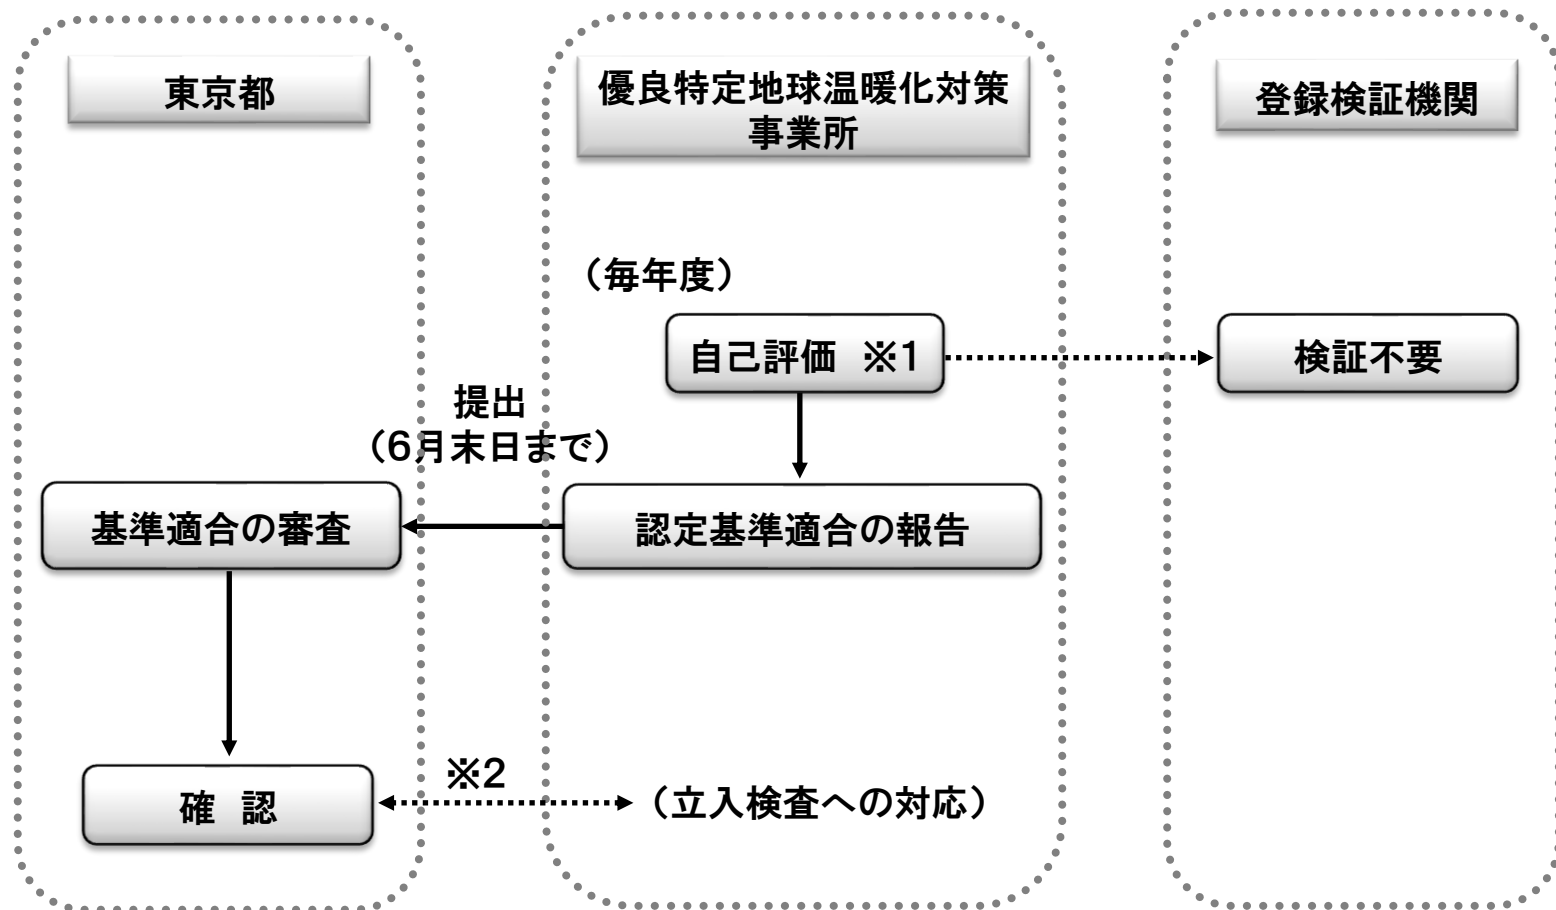 東京都
優良特定地球温暖化対策
事業所
登録検証機関
（毎年度）
自己評価 ※1
検証不要
提出
（6月末日まで）
基準適合の審査
認定基準適合の報告
確 認
※2
（立入検査への対応）